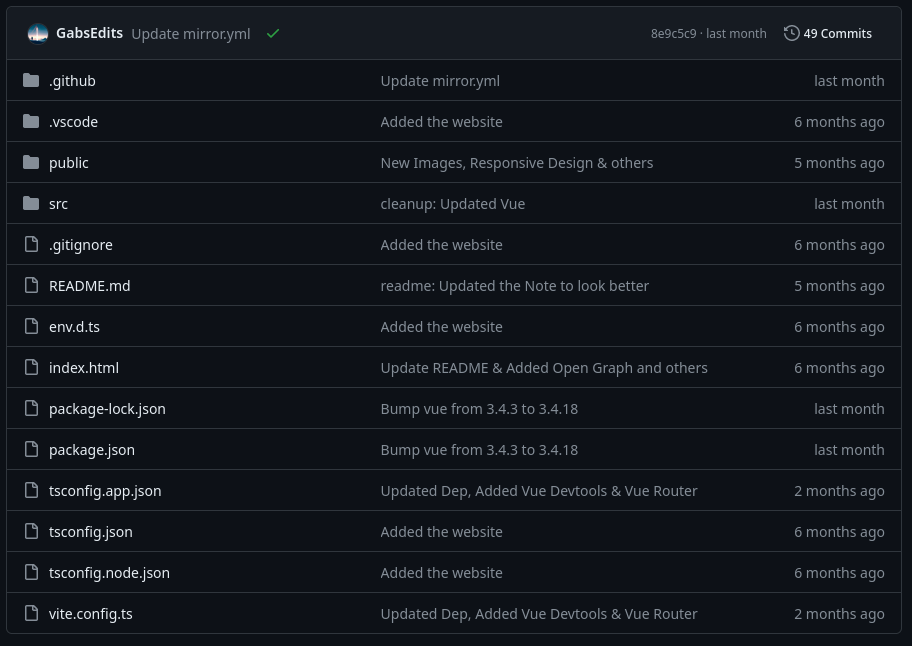 GabsEdits Update mirror.yml 8e9c5c9 · last month 49 Commits
.github Update mirror.yml last month
.vscode Added the website 6 months ago
public New Images, Responsive Design & others 5 months ago
src cleanup: Updated Vue last month
.gitignore Added the website 6 months ago
README.md readme: Updated the Note to look better 5 months ago
env.d.ts Added the website 6 months ago
index.html Update README & Added Open Graph and others 6 months ago
package-lock.json Bump vue from 3.4.3 to 3.4.18 last month
package.json Bump vue from 3.4.3 to 3.4.18 last month
tsconfig.app.json Updated Dep, Added Vue Devtools & Vue Router 2 months ago
tsconfig.json Added the website 6 months ago
tsconfig.node.json Added the website 6 months ago
vite.config.ts Updated Dep, Added Vue Devtools & Vue Router 2 months ago